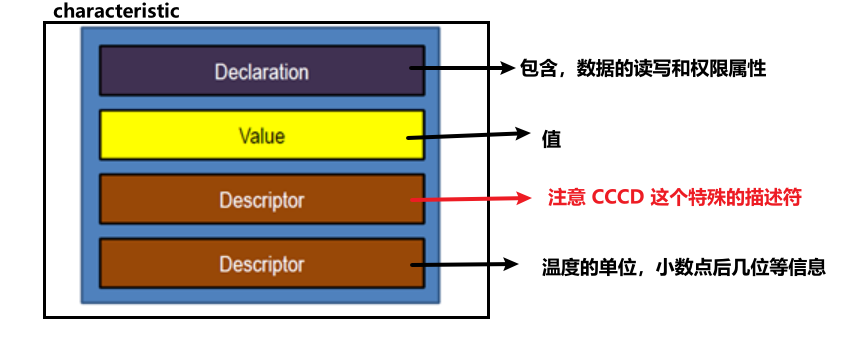 characteristic
Declaration
包含，数据的读写和权限属性
Value
值
Descriptor
注意 CCCD 这个特殊的描述符
Descriptor
温度的单位，小数点后几位等信息